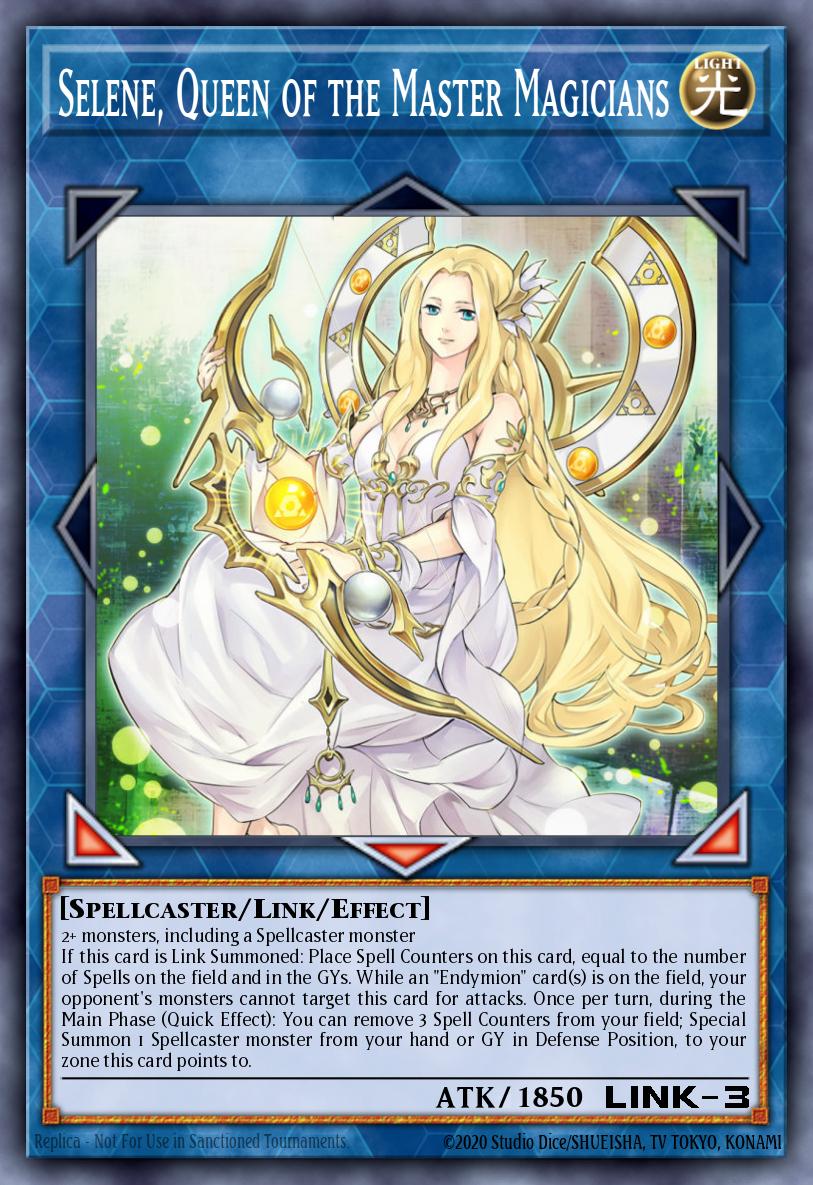 Selene, Queen of the Master Magicians
LIGHT
光
[Spellcaster/Link/Effect]
2+ monsters, including a Spellcaster monster
If this card is Link Summoned: Place Spell Counters on this card, equal to the number
of Spells on the field and in the GYs. While an "Endymion" card(s) is on the field, your
opponent's monsters cannot target this card for attacks. Once per turn, during the
Main Phase (Quick Effect): You can remove 3 Spell Counters from your field; Special
Summon 1 Spellcaster monster from your hand or GY in Defense Position, to your
zone this card points to.
ATK/1850 LINK-3
Replica - Not For Use in Sanctioned Tournaments. ©2020 Studio Dice/SHUEISHA, TV TOKYO, KONAMI